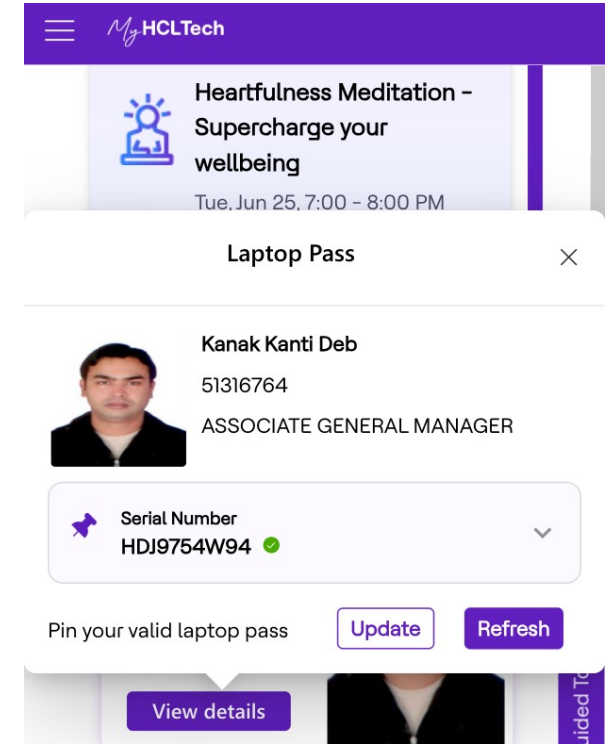 MyHCLTech
Heartfulness Meditation -
Supercharge your
wellbeing
Tue, Jun 25, 7:00 - 8:00 PM
Laptop Pass
Kanak Kanti Deb
51316764
ASSOCIATE GENERAL MANAGER
Serial Number
HDJ9754W94
Pin your valid laptop pass
Update
Refresh
View details